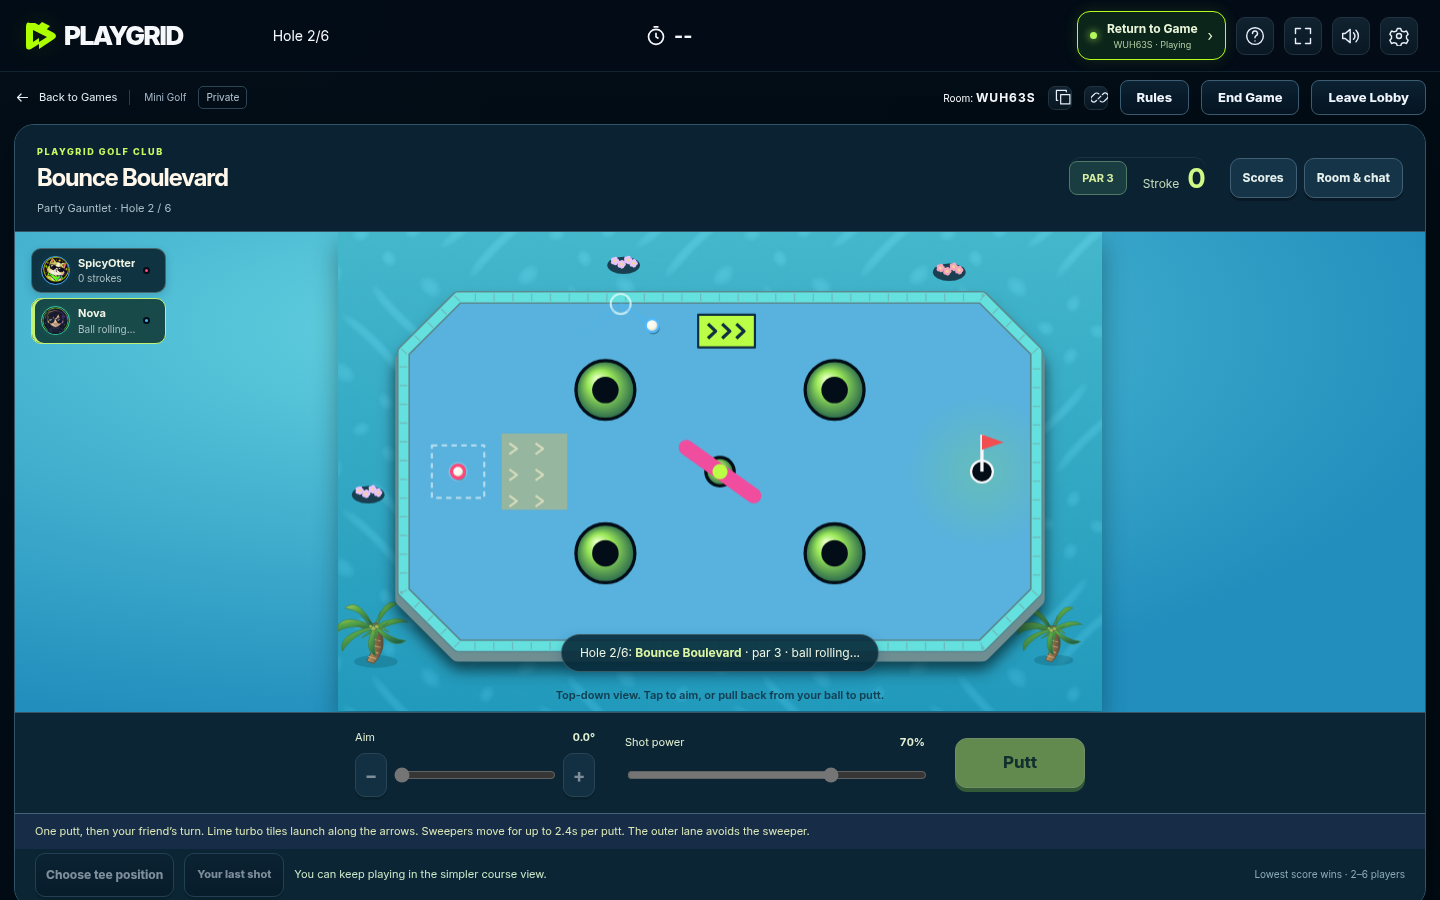 PLAYGRID
Hole 2/6
--
Return to Game
WUH63S · Playing
Back to Games
Mini Golf
Private
Room: WUH63S
Rules
End Game
Leave Lobby
PLAYGRID GOLF CLUB
Bounce Boulevard
Party Gauntlet · Hole 2 / 6
PAR 3
Stroke 0
Scores
Room & chat
SpicyOtter
0 strokes
Nova
Ball rolling...
Hole 2/6: Bounce Boulevard · par 3 · ball rolling...
Top-down view. Tap to aim, or pull back from your ball to putt.
Aim
0.0°
Shot power
70%
Putt
One putt, then your friend’s turn. Lime turbo tiles launch along the arrows. Sweepers move for up to 2.4s per putt. The outer lane avoids the sweeper.
Choose tee position
Your last shot
You can keep playing in the simpler course view.
Lowest score wins · 2–6 players